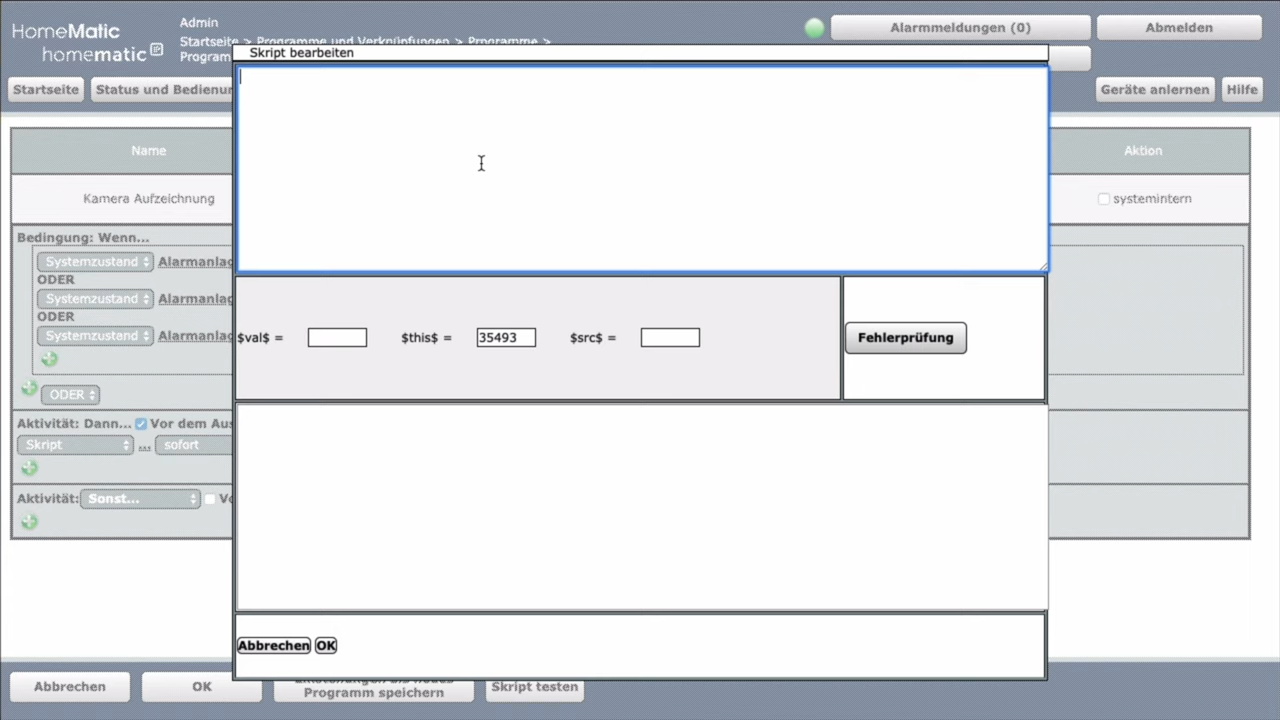 HomeMatic
homematic IP
Admin
Startseite > Programme und Verknüpfungen > Programme >
Program
Alarmmeldungen (0)
Abmelden
Skript bearbeiten
Startseite
Status und Bedienun
Geräte anlernen
Hilfe
Name
Aktion
Kamera Aufzeichnung
systemintern
Bedingung: Wenn...
Systemzustand Alarmanlag
ODER
Systemzustand Alarmanlag
ODER
Systemzustand Alarmanlag
ODER
$val$ =
$this$ = 35493
$src$ =
Fehlerprüfung
Aktivität: Dann... Vor dem Aus
Skript ... sofort
Aktivität: Sonst... Vo
Abbrechen OK
Abbrechen
OK
Programm speichern
Skript testen